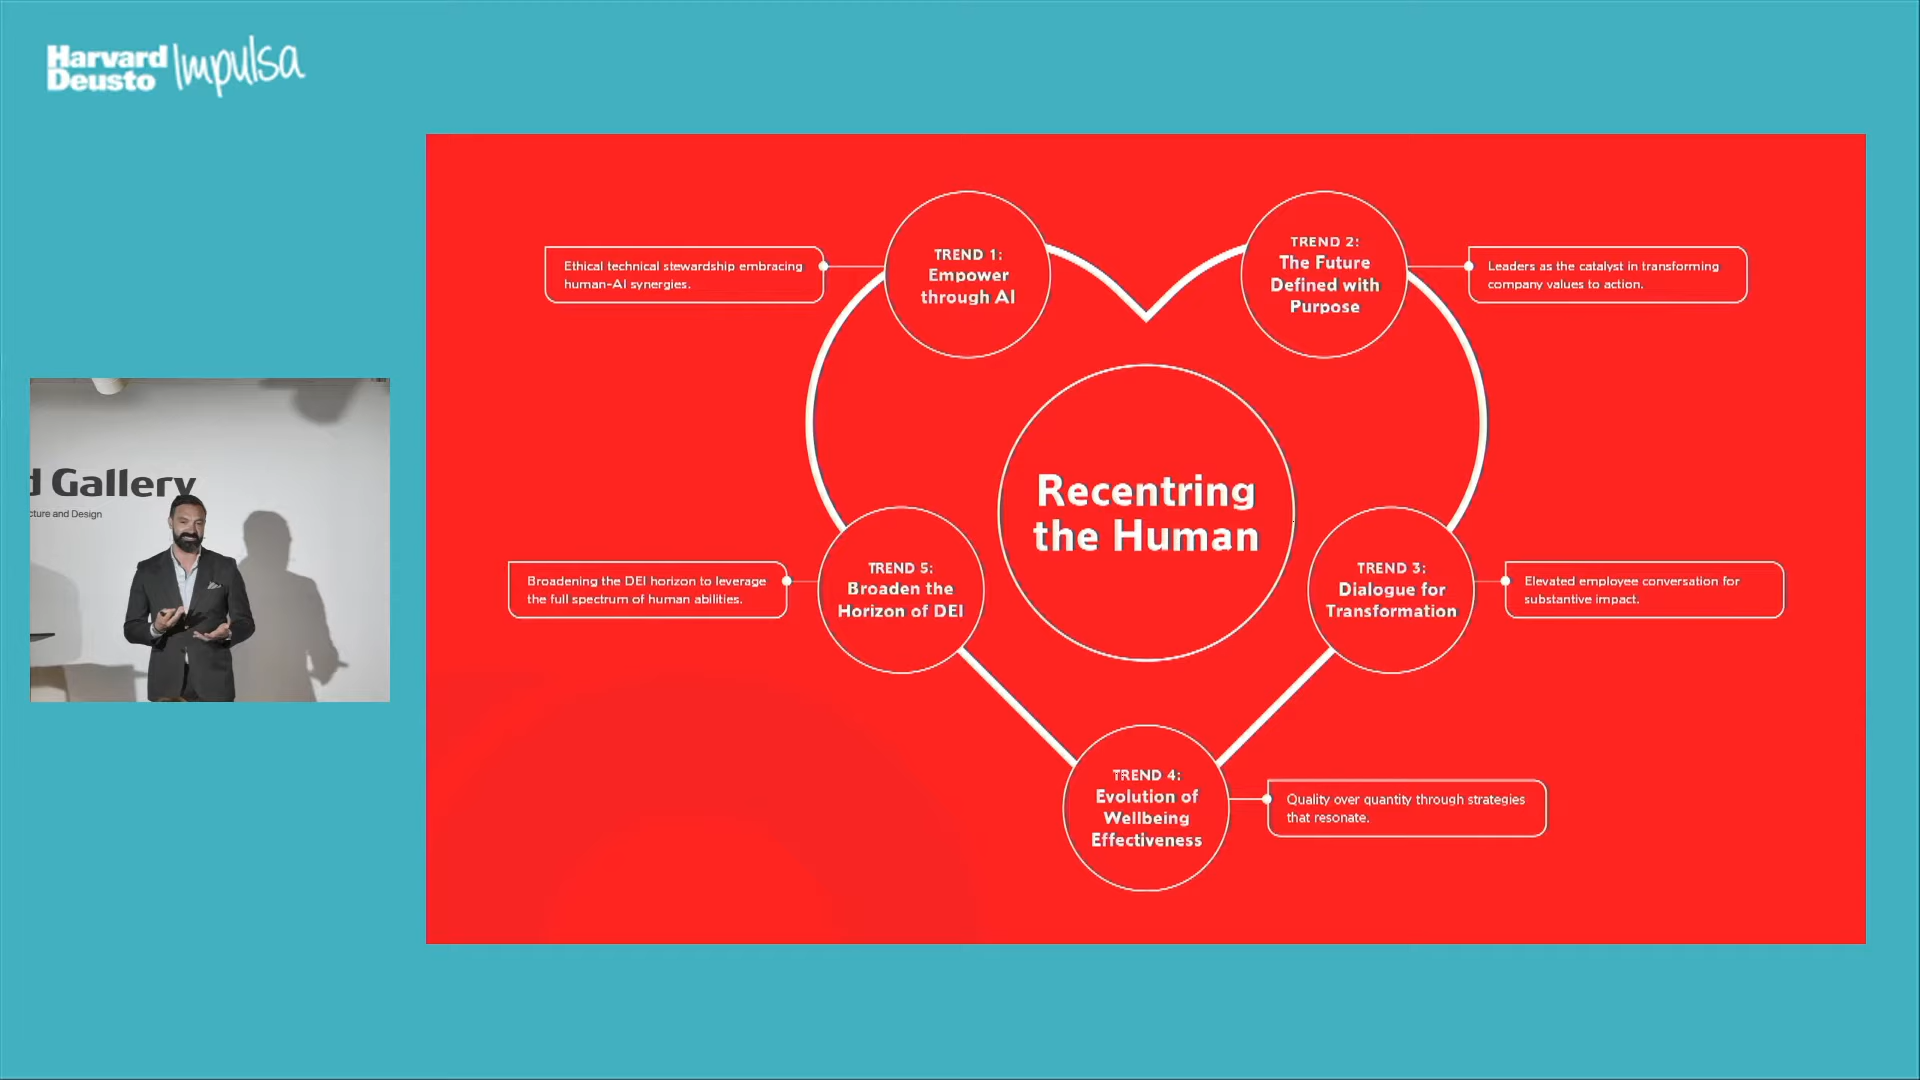 Harvard
Deusto
Impulsa
TREND 1:
Empower
through AI
Ethical technical stewardship embracing
human-AI synergies.
TREND 2:
The Future
Defined with
Purpose
Leaders as the catalyst in transforming
company values to action.
Recentring
the Human
TREND 5:
Broaden the
Horizon of DEI
Broadening the DEI horizon to leverage
the full spectrum of human abilities.
TREND 3:
Dialogue for
Transformation
Elevated employee conversation for
substantive impact.
TREND 4:
Evolution of
Wellbeing
Effectiveness
Quality over quantity through strategies
that resonate.
Gallery
and Design